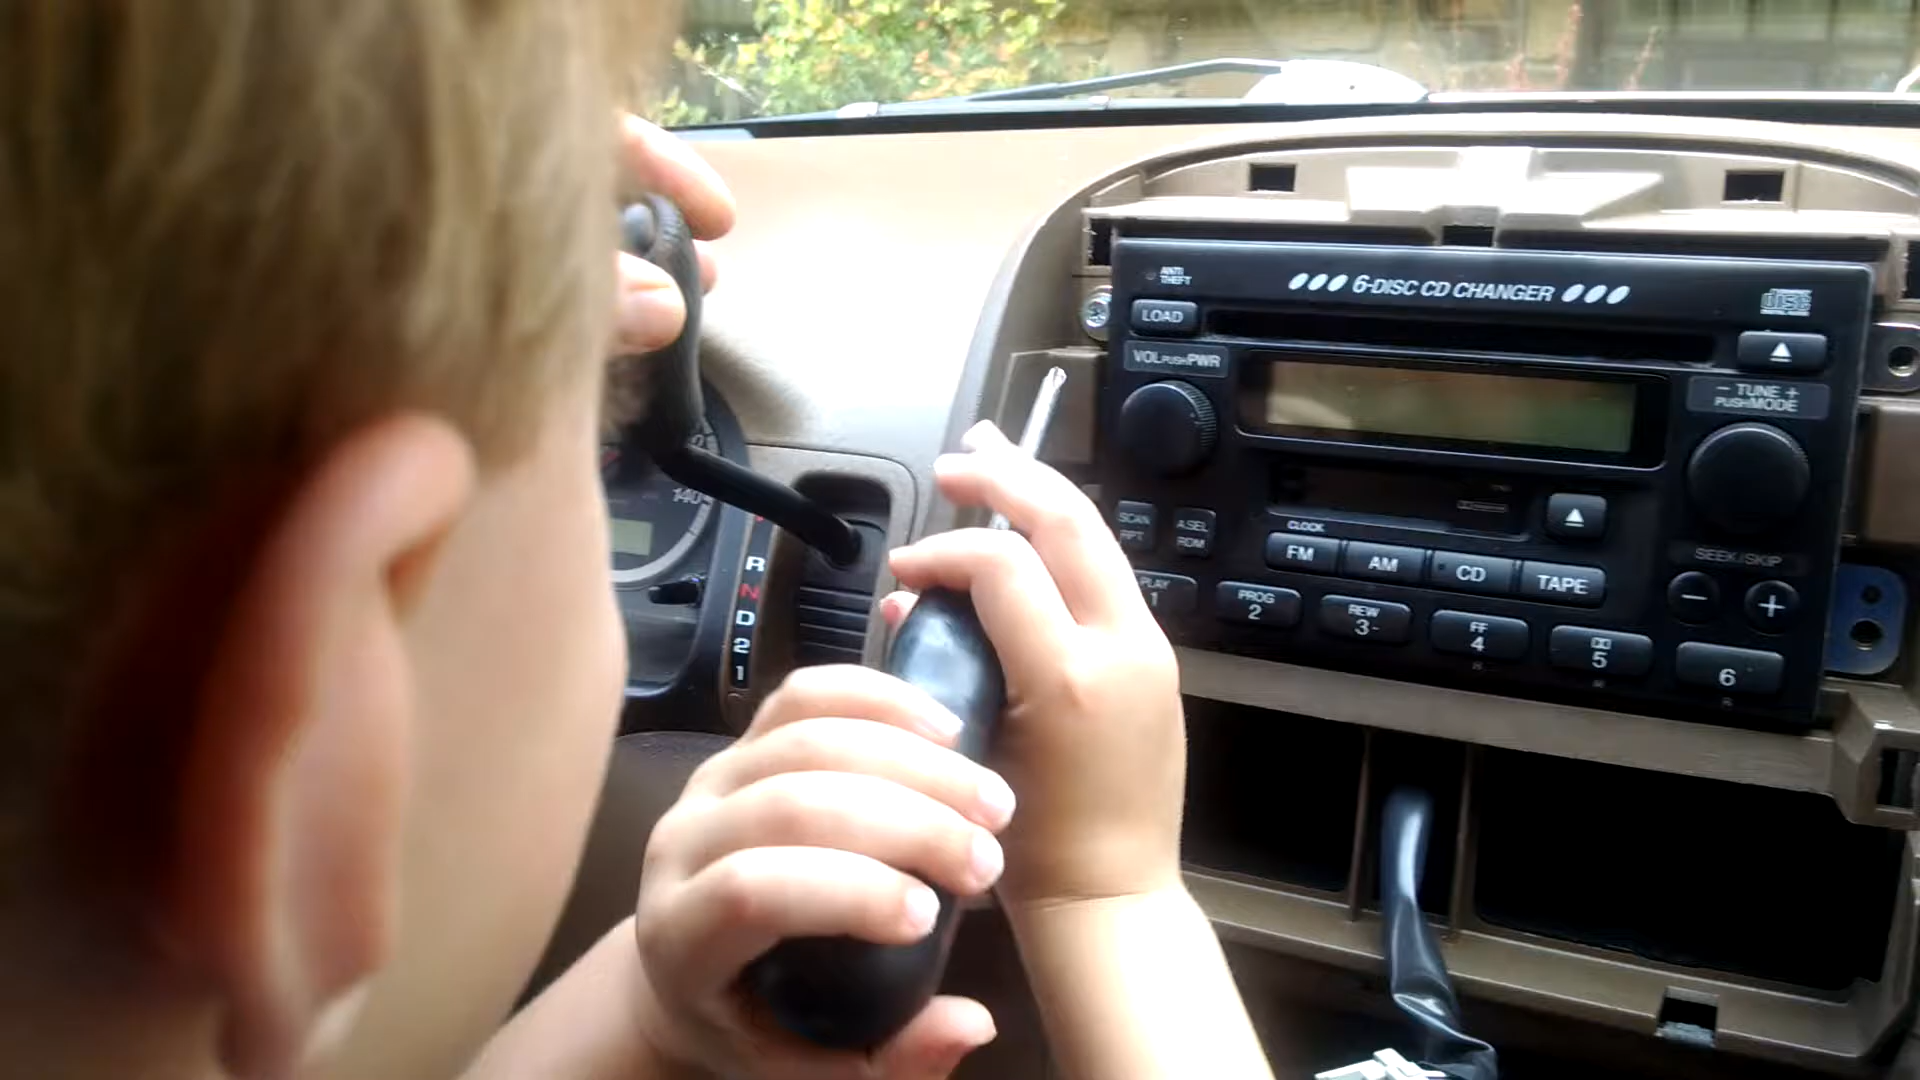 ANTI
THEFT
6-DISC CD CHANGER
disc
LOAD
VOL PUSH PWR
- TUNE +
PUSH MODE
140
R
N
D
2
1
SCAN
RPT
A.SEL
RDM
CLOCK
FM
AM
CD
TAPE
SEEK/SKIP
-
+
PLAY
1
PROG
2
REW
3-
FF
4
5
6